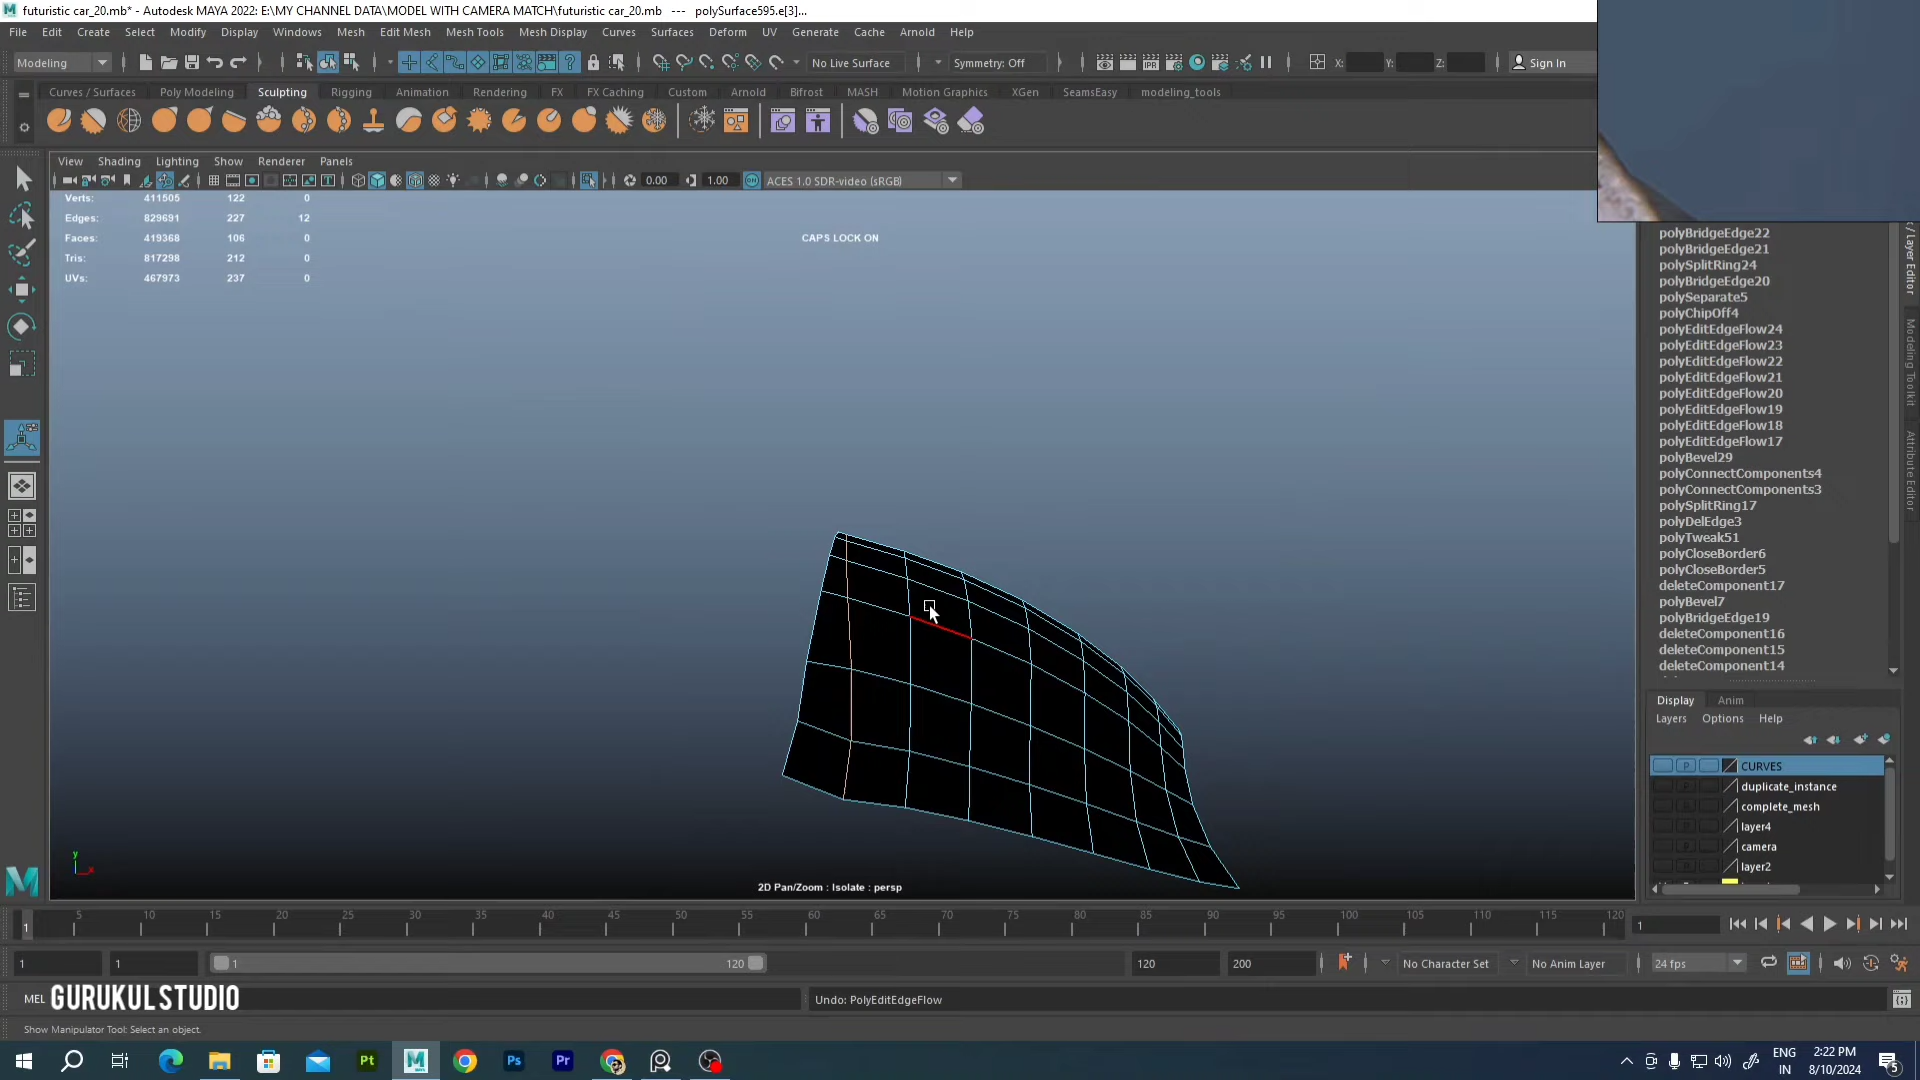 futuristic car_20.mb* - Autodesk MAYA 2022: E:\MY CHANNEL DATA\MODEL WITH CAMERA MATCH\futuristic car_20.mb --- polySurface595.e[3]...
File Edit Create Select Modify Display Windows Mesh Edit Mesh Mesh Tools Mesh Display Curves Surfaces Deform UV Generate Cache Arnold Help
Modeling No Live Surface Symmetry: Off X: Y: Z: Sign In
Curves / Surfaces Poly Modeling Sculpting Rigging Animation Rendering FX FX Caching Custom Arnold Bifrost MASH Motion Graphics XGen SeamsEasy modeling_tools
View Shading Lighting Show Renderer Panels
0.00 1.00 ACES 1.0 SDR-video (sRGB)
Verts: 411505 122 0
Edges: 829691 227 12
Faces: 419368 106 0
Tris: 817298 212 0
UVs: 467973 237 0
CAPS LOCK ON
polyBridgeEdge22
polyBridgeEdge21
polySplitRing24
polyBridgeEdge20
polySeparate5
polyChipOff4
polyEditEdgeFlow24
polyEditEdgeFlow23
polyEditEdgeFlow22
polyEditEdgeFlow21
polyEditEdgeFlow20
polyEditEdgeFlow19
polyEditEdgeFlow18
polyEditEdgeFlow17
polyBevel29
polyConnectComponents4
polyConnectComponents3
polySplitRing17
polyDelEdge3
polyTweak51
polyCloseBorder6
polyCloseBorder5
deleteComponent17
polyBevel7
polyBridgeEdge19
deleteComponent16
deleteComponent15
deleteComponent14
/ Layer Editor
Modeling Toolkit
Attribute Editor
Display Anim
Layers Options Help
CURVES
duplicate_instance
complete_mesh
layer4
camera
layer2
y
x
2D Pan/Zoom : Isolate : persp
5 10 15 20 25 30 35 40 45 50 55 60 65 70 75 80 85 90 95 100 105 110 115 120
1 1
1 1 1 120 120 200 No Character Set No Anim Layer 24 fps
MEL GURUKUL STUDIO Undo: PolyEditEdgeFlow
Show Manipulator Tool: Select an object.
Pt Ps Pr ENG IN 2:22 PM 8/10/2024 5